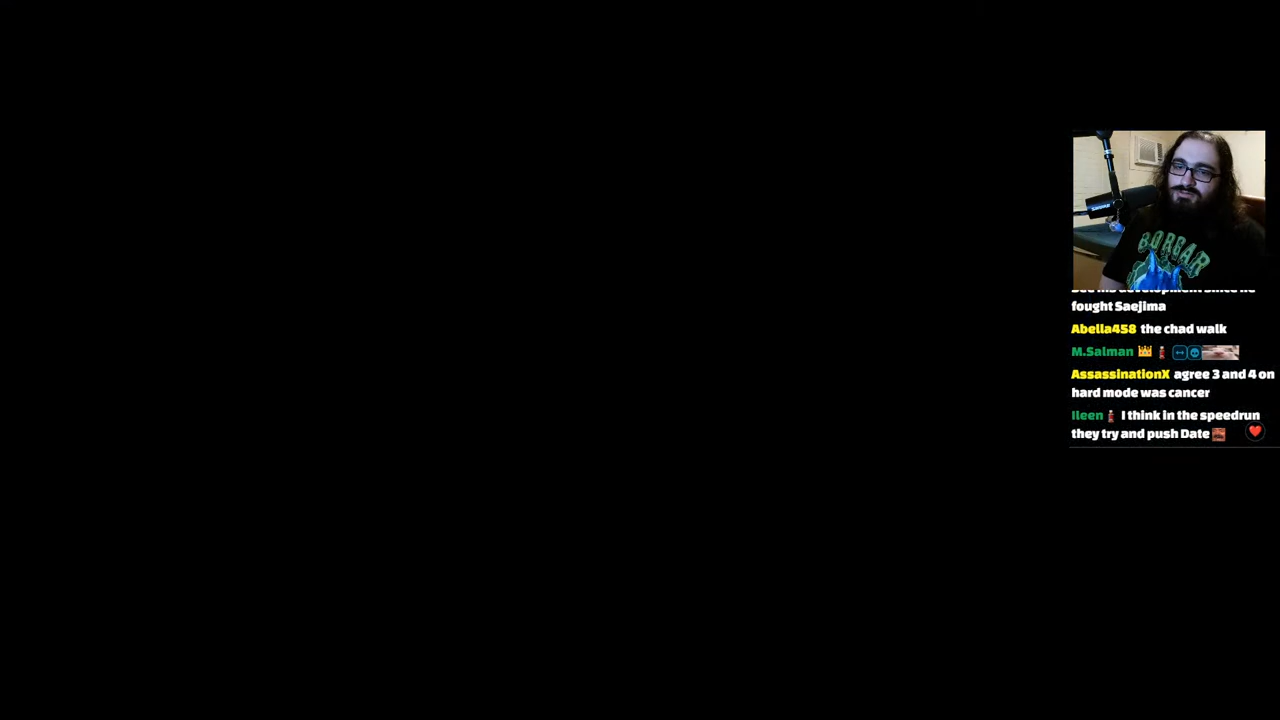 BORGAR
fought Saejima
Abella458 the chad walk
M.Salman
AssassinationX agree 3 and 4 on
hard mode was cancer
Ileen I think in the speedrun
they try and push Date